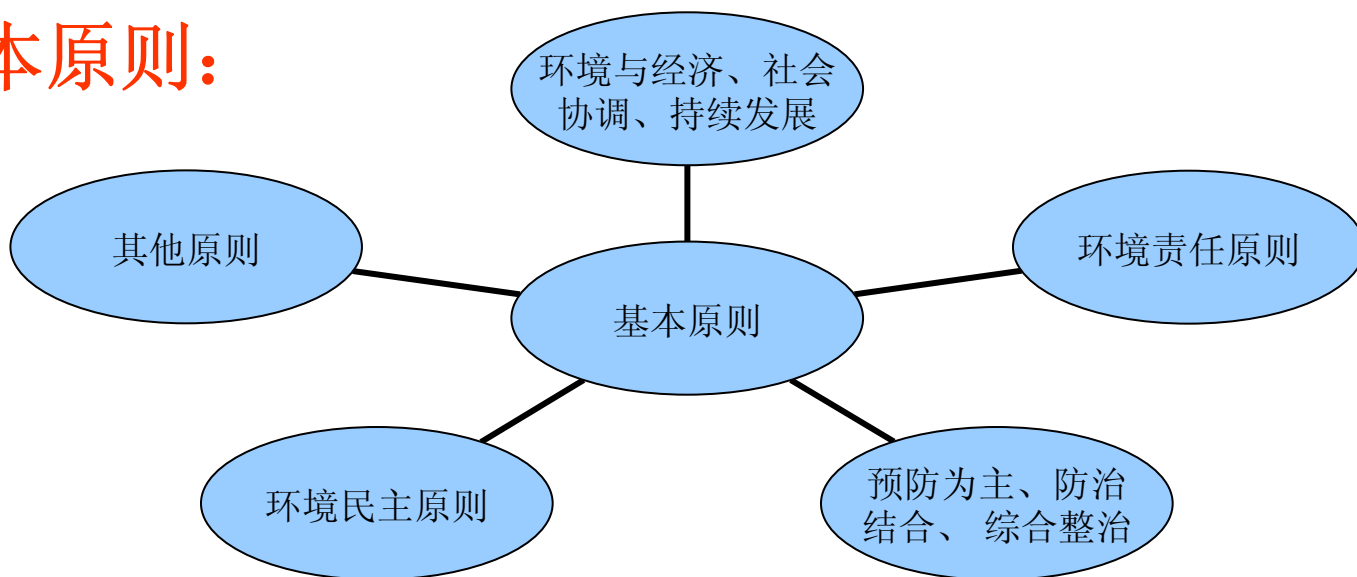 本原则：
环境与经济、社会
协调、持续发展
其他原则
环境责任原则
基本原则
环境民主原则
预防为主、防治
结合、 综合整治